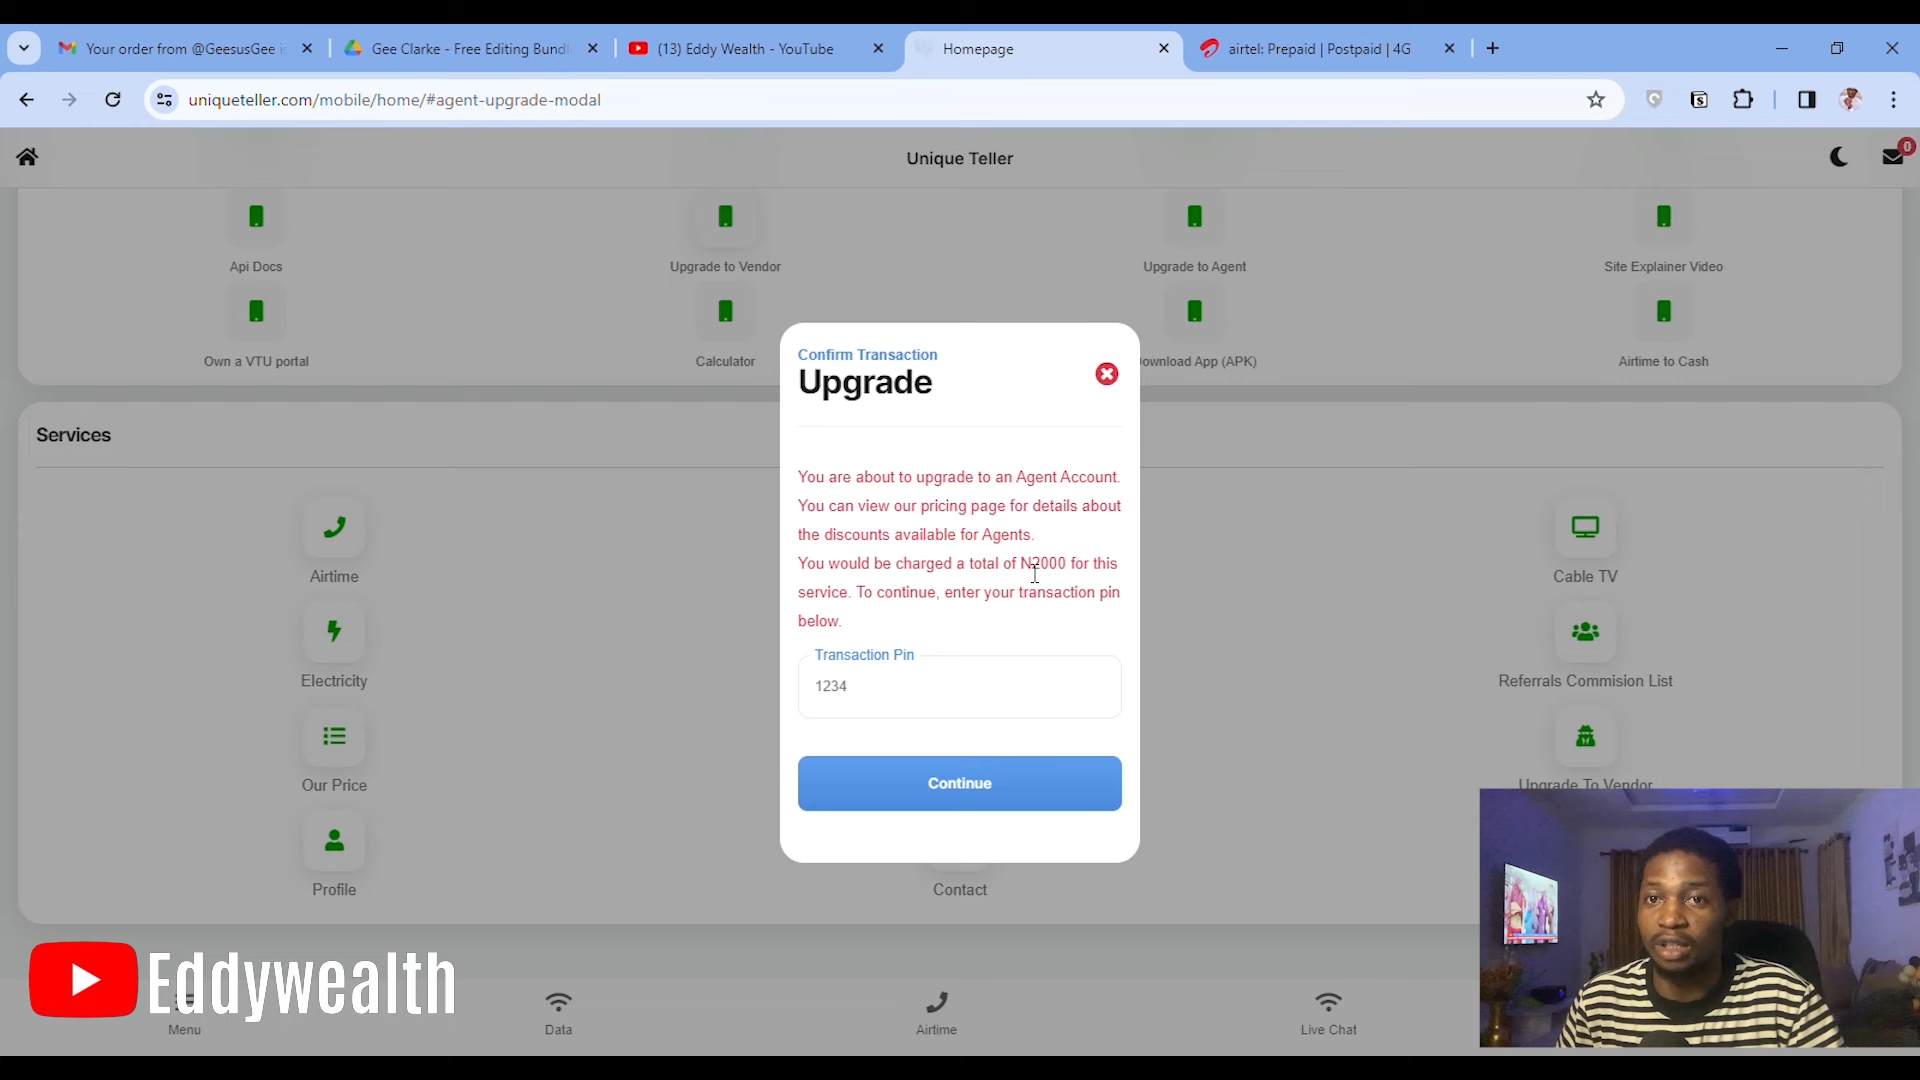 Your order from @GeesusGee is
Gee Clarke - Free Editing Bundl
(13) Eddy Wealth - YouTube
Homepage
airtel: Prepaid | Postpaid | 4G
uniqueteller.com/mobile/home/#agent-upgrade-modal
Unique Teller
0
Api Docs
Upgrade to Vendor
Upgrade to Agent
Site Explainer Video
Own a VTU portal
Calculator
ownload App (APK)
Airtime to Cash
Confirm Transaction
Upgrade
You are about to upgrade to an Agent Account.
You can view our pricing page for details about
the discounts available for Agents.
You would be charged a total of N2000 for this
service. To continue, enter your transaction pin
below.
Transaction Pin
1234
Continue
Services
Airtime
Cable TV
Electricity
Referrals Commision List
Our Price
Upgrade To Vendor
Profile
Contact
Eddywealth
Menu
Data
Airtime
Live Chat